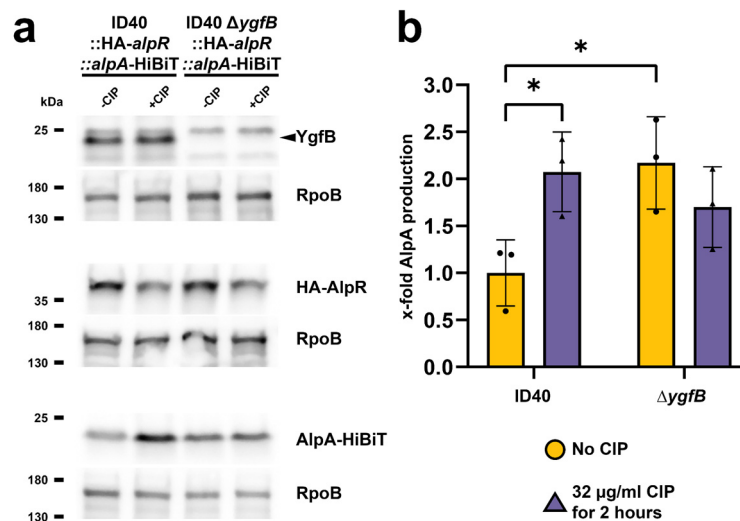 a
ID40
::HA-alpR
::alpA-HiBiT
ID40 ΔygfB
::HA-alpR
::alpA-HiBiT
kDa
-CIP
+CIP
-CIP
+CIP
25
YgfB
180
RpoB
130
HA-AlpR
35
180
RpoB
130
25
AlpA-HiBiT
180
RpoB
130
b
*
*
x-fold AlpA production
3.0
2.5
2.0
1.5
1.0
0.5
0.0
ID40
ΔygfB
No CIP
32 µg/ml CIP
for 2 hours